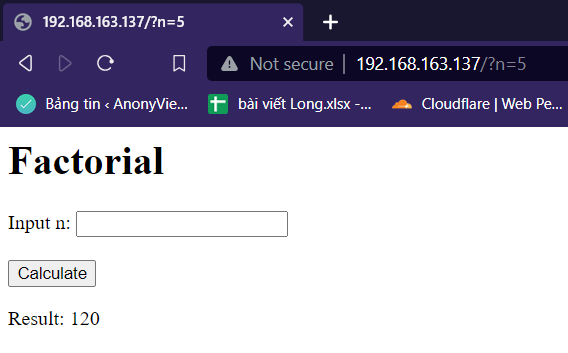 192.168.163.137/?n=5
Not secure | 192.168.163.137/?n=5
Bảng tin ‹ AnonyVie... bài viết Long.xlsx -... Cloudflare | Web Pe...
Factorial
Input n:
Calculate
Result: 120